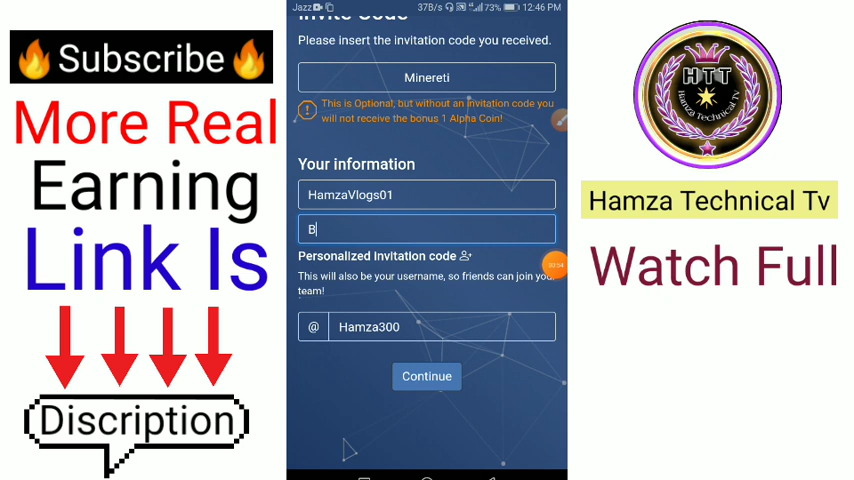 Subscribe
More Real
Earning
Link Is
Discription
Jazz
37B/s
73%
12:46 PM
Invite Code
Please insert the invitation code you received.
Minereti
This is Optional, but without an invitation code you
will not receive the bonus 1 Alpha Coin!
Your information
HamzaVlogs01
B
Personalized Invitation code
This will also be your username, so friends can join your
team!
@ Hamza300
Continue
03:04
HTT
Hamza Technical Tv
Hamza Technical Tv
Watch Full